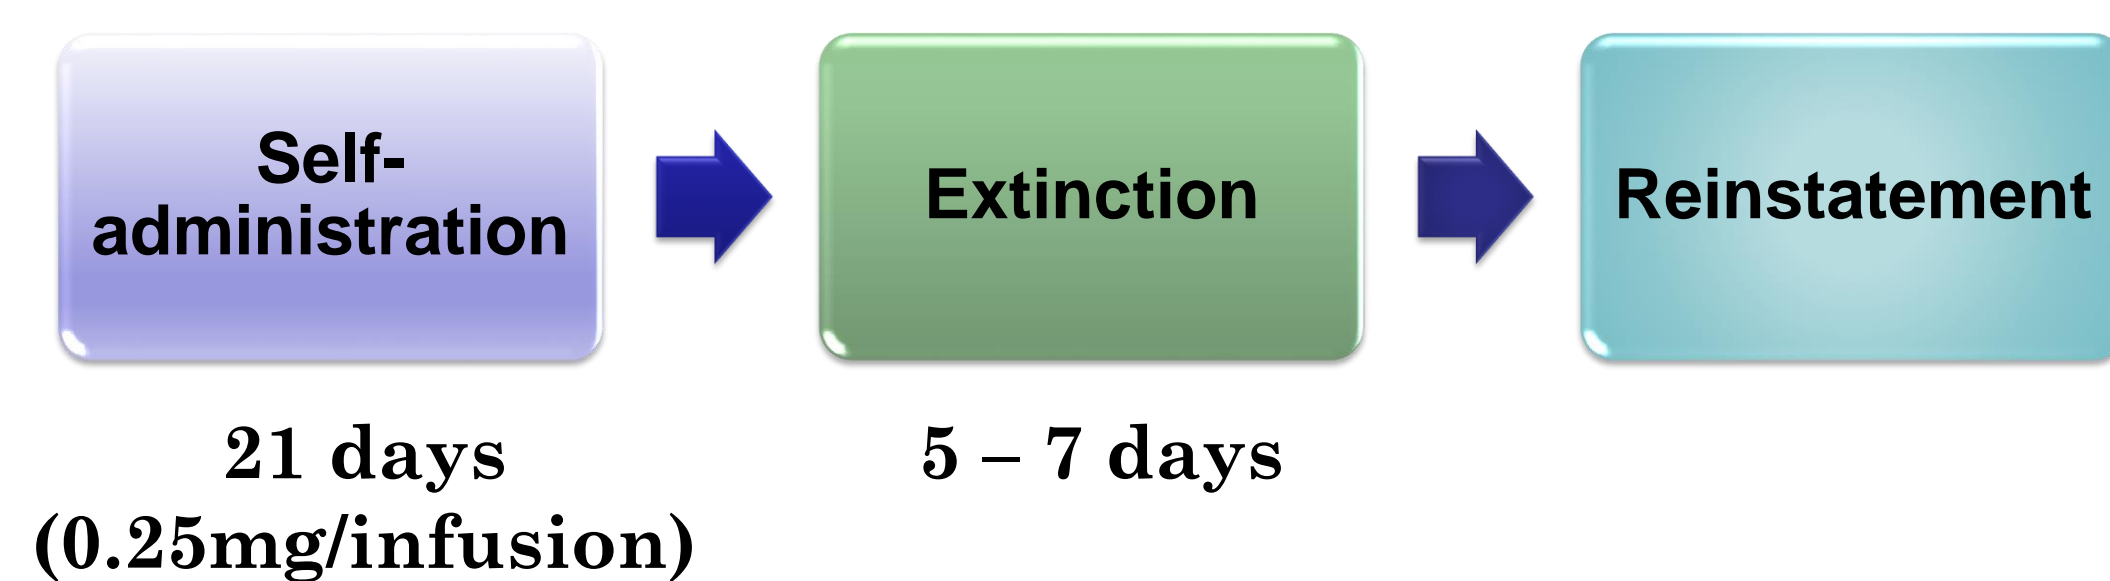 Self-
administration
Extinction
Reinstatement
21 days
(0.25mg/infusion)
5 – 7 days